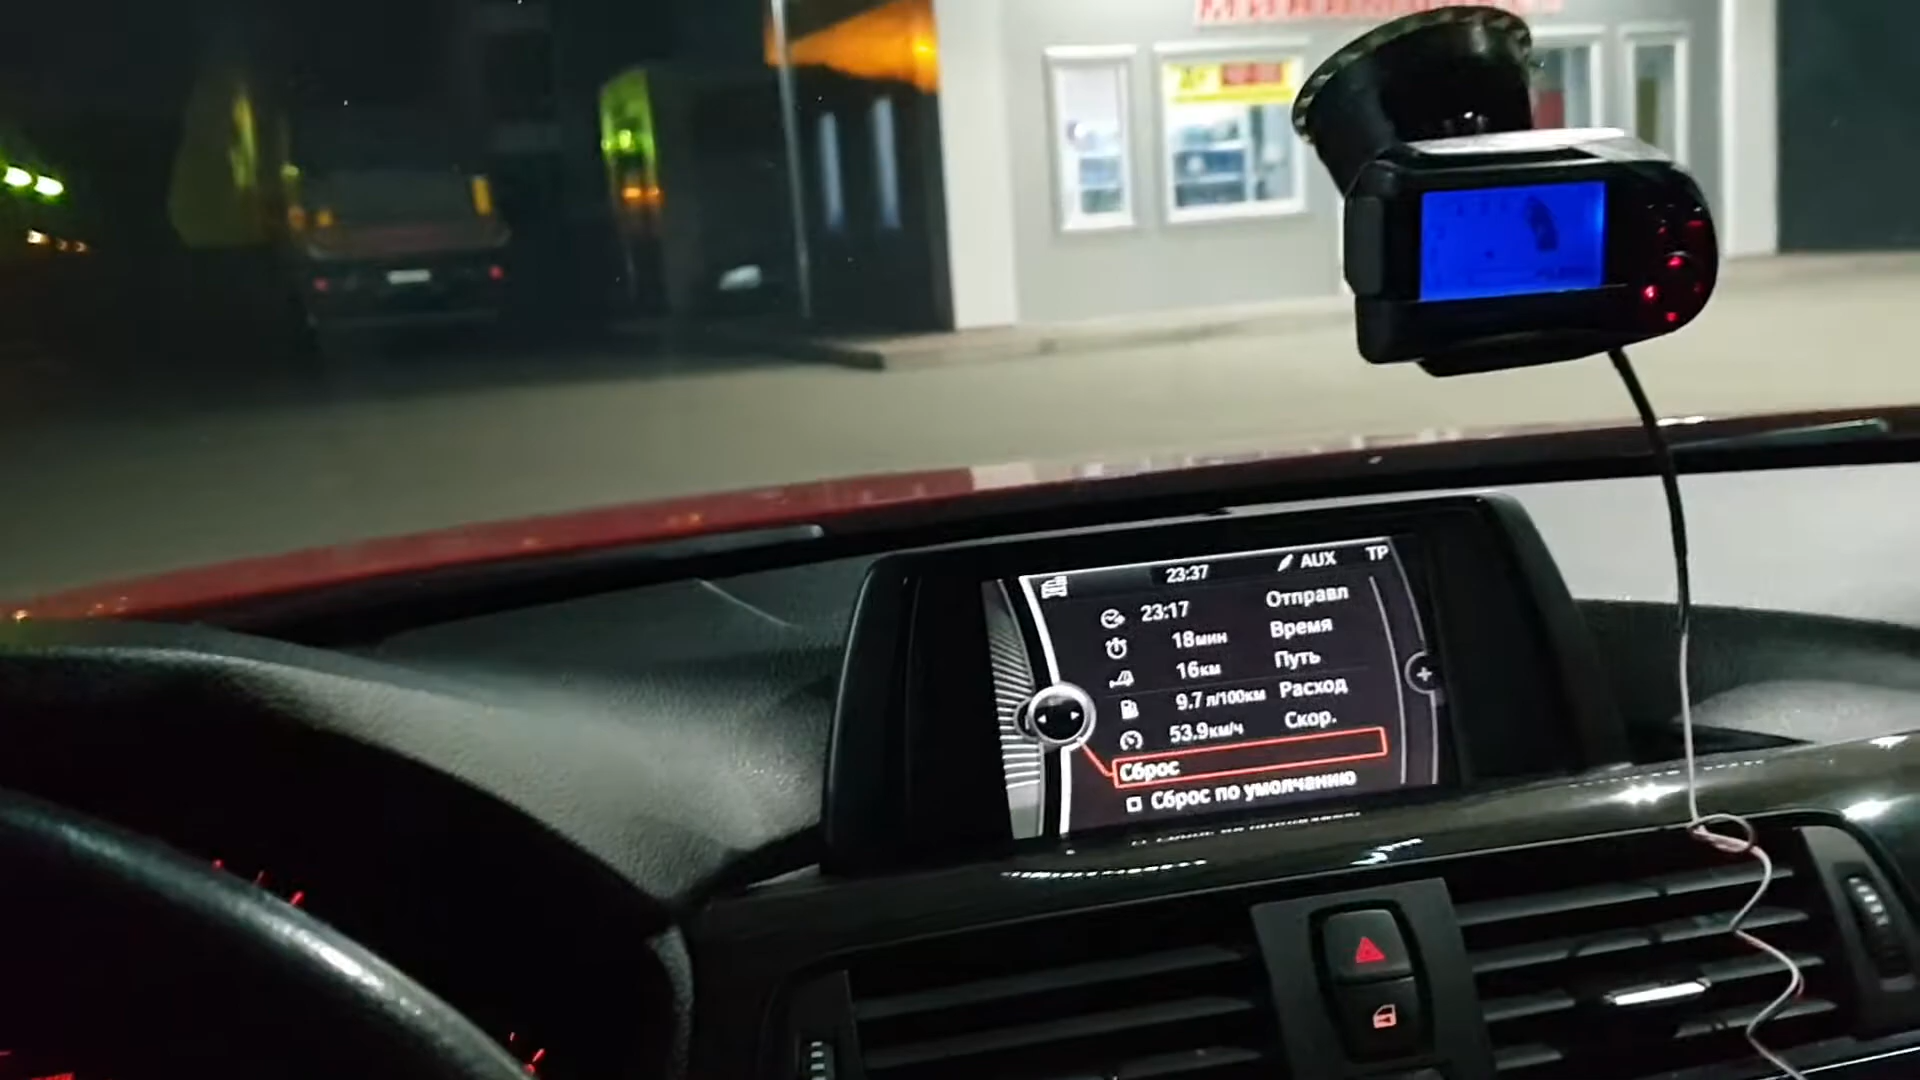 23:37 AUX TP
23:17 Отправл
18мин Время
16км Путь
9.7 л/100км Расход
53.9км/ч Скор.
Сброс
Сброс по умолчанию